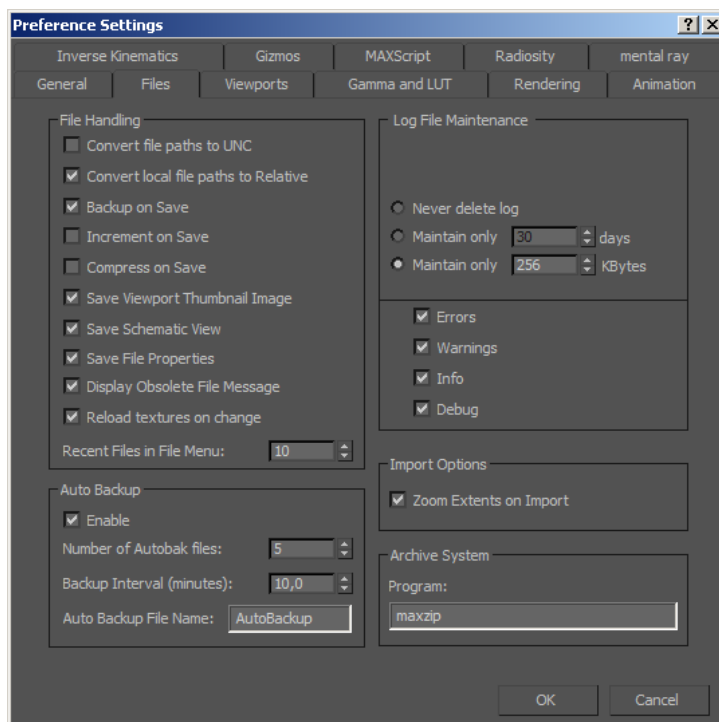 Preference Settings
Inverse Kinematics Gizmos MAXScript Radiosity mental ray
General Files Viewports Gamma and LUT Rendering Animation
File Handling
Convert file paths to UNC
Convert local file paths to Relative
Backup on Save
Increment on Save
Compress on Save
Save Viewport Thumbnail Image
Save Schematic View
Save File Properties
Display Obsolete File Message
Reload textures on change
Recent Files in File Menu: 10
Auto Backup
Enable
Number of Autobak files: 5
Backup Interval (minutes): 10,0
Auto Backup File Name: AutoBackup
Log File Maintenance
Never delete log
Maintain only 30 days
Maintain only 256 KBytes
Errors
Warnings
Info
Debug
Import Options
Zoom Extents on Import
Archive System
Program:
maxzip
OK Cancel